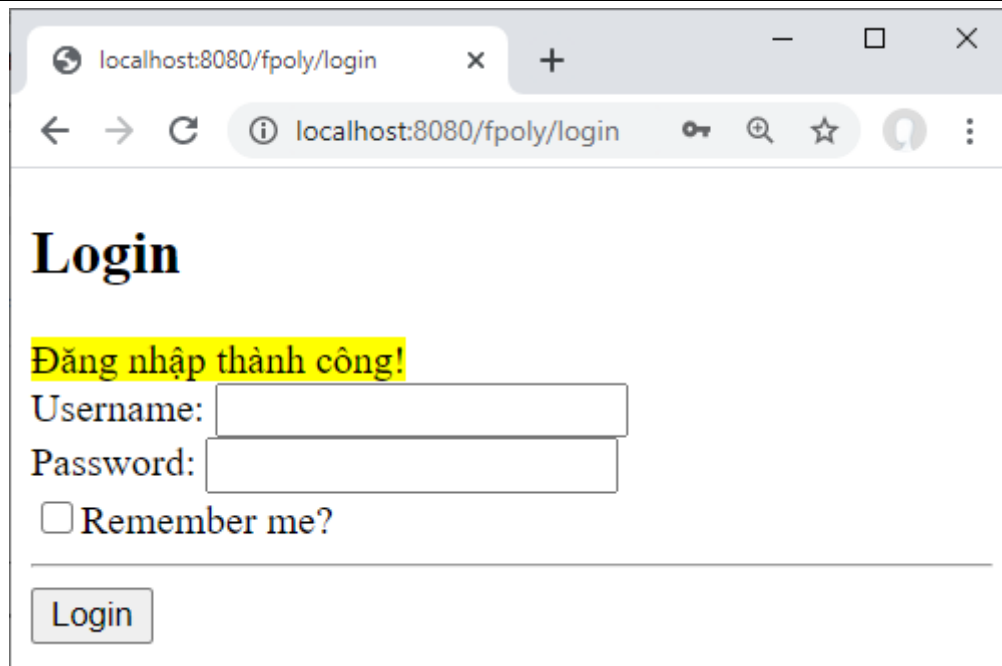 localhost:8080/fpoly/login
localhost:8080/fpoly/login
Login
Đăng nhập thành công!
Username:
Password:
Remember me?
Login